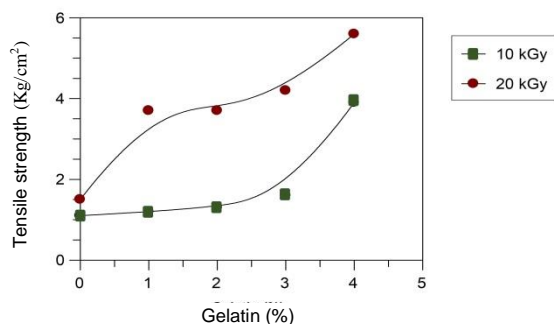 Tensile strength (Kg/cm²)
6
4
2
0
0 1 2 3 4 5
Gelatin (%)
10 kGy
20 kGy